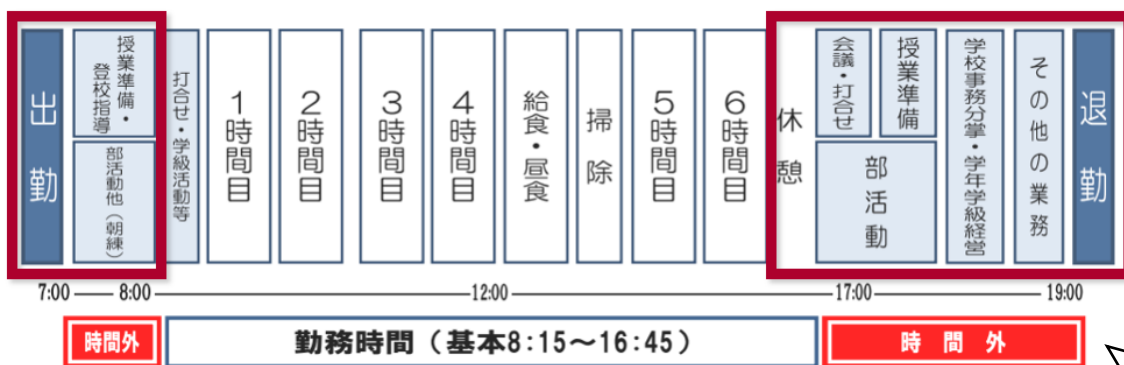 出勤
授業準備・
登校指導
部活動他（朝練）
打合せ・学級活動等
1時間目
2時間目
3時間目
4時間目
給食・昼食
掃除
5時間目
6時間目
休憩
会議・打合せ
授業準備
部活動
学校事務分掌・学年学級経営
その他の業務
退勤
7:00 8:00 12:00 17:00 19:00
時間外 勤務時間（基本8:15～16:45） 時間外